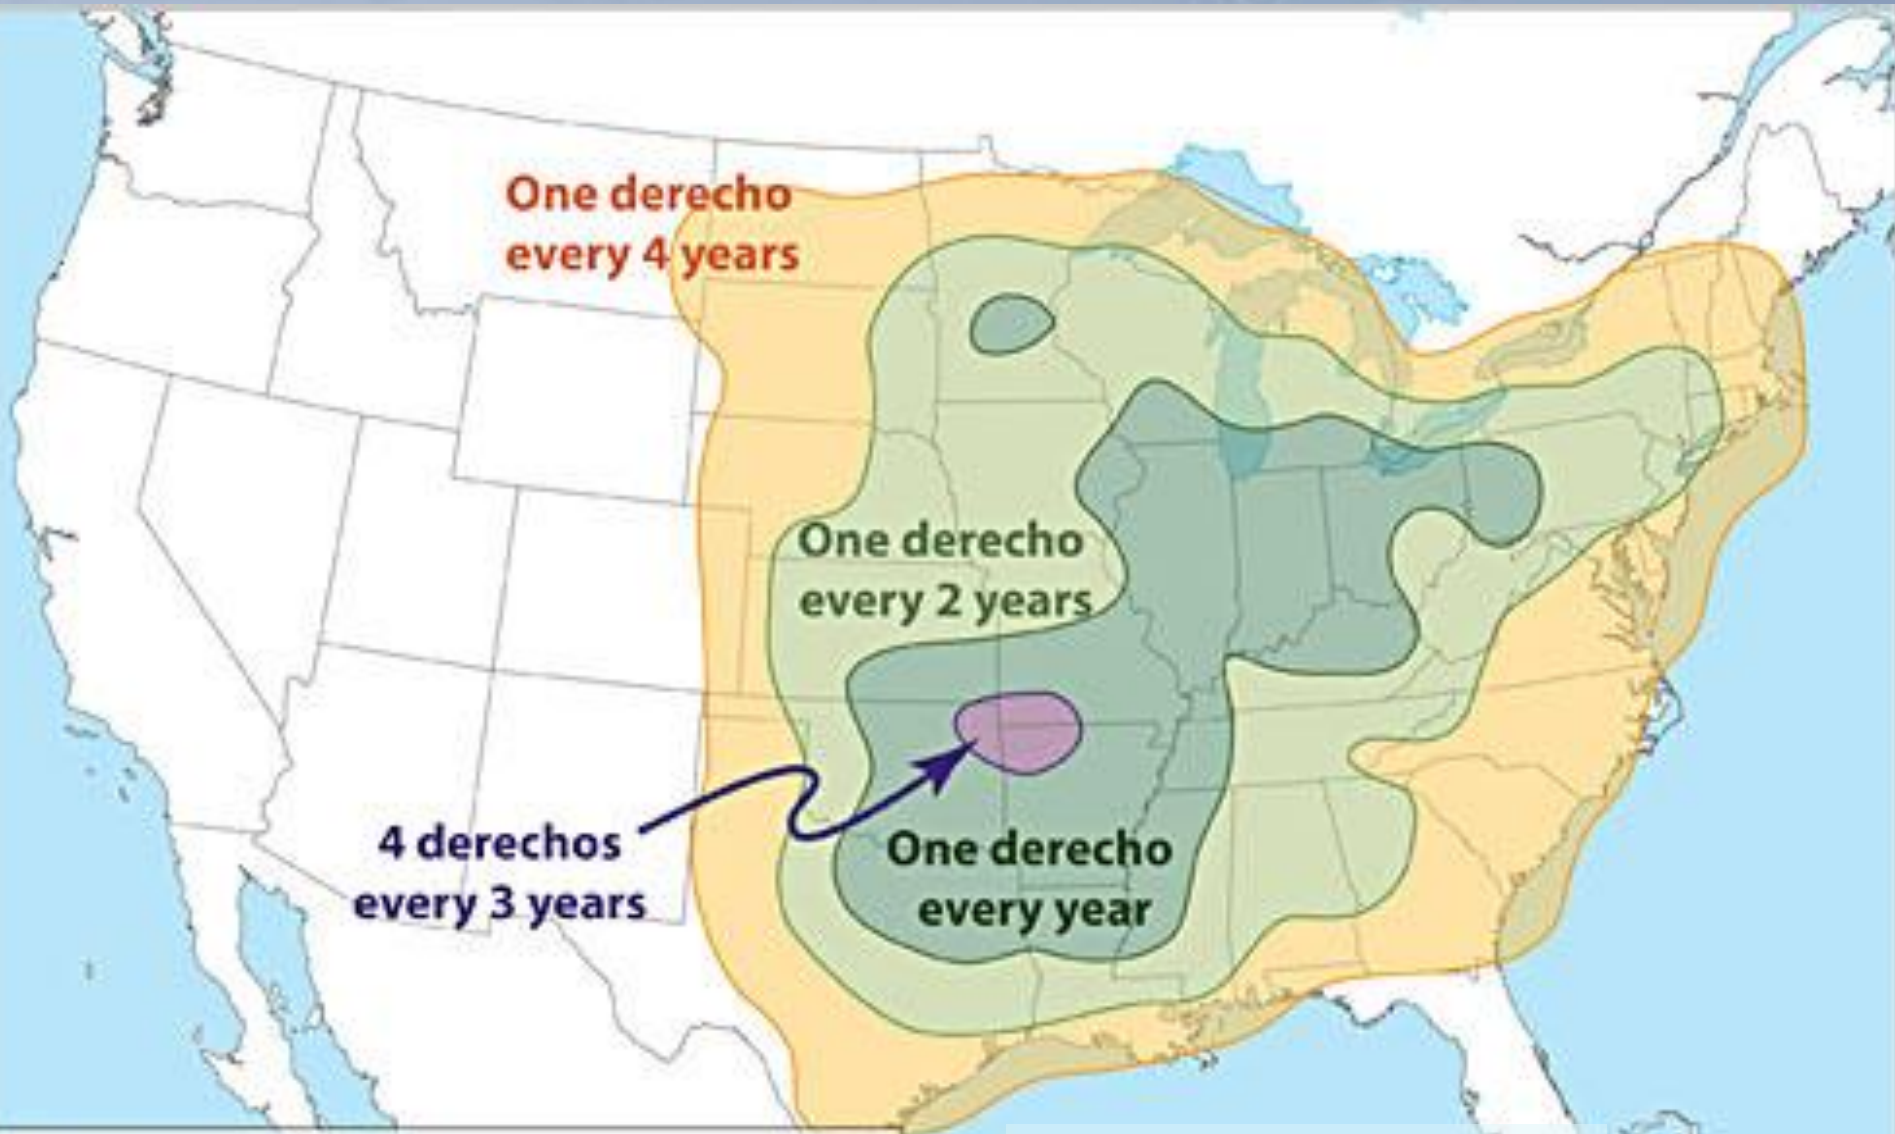 One derecho
every 4 years
One derecho
every 2 years
4 derechos
every 3 years
One derecho
every year